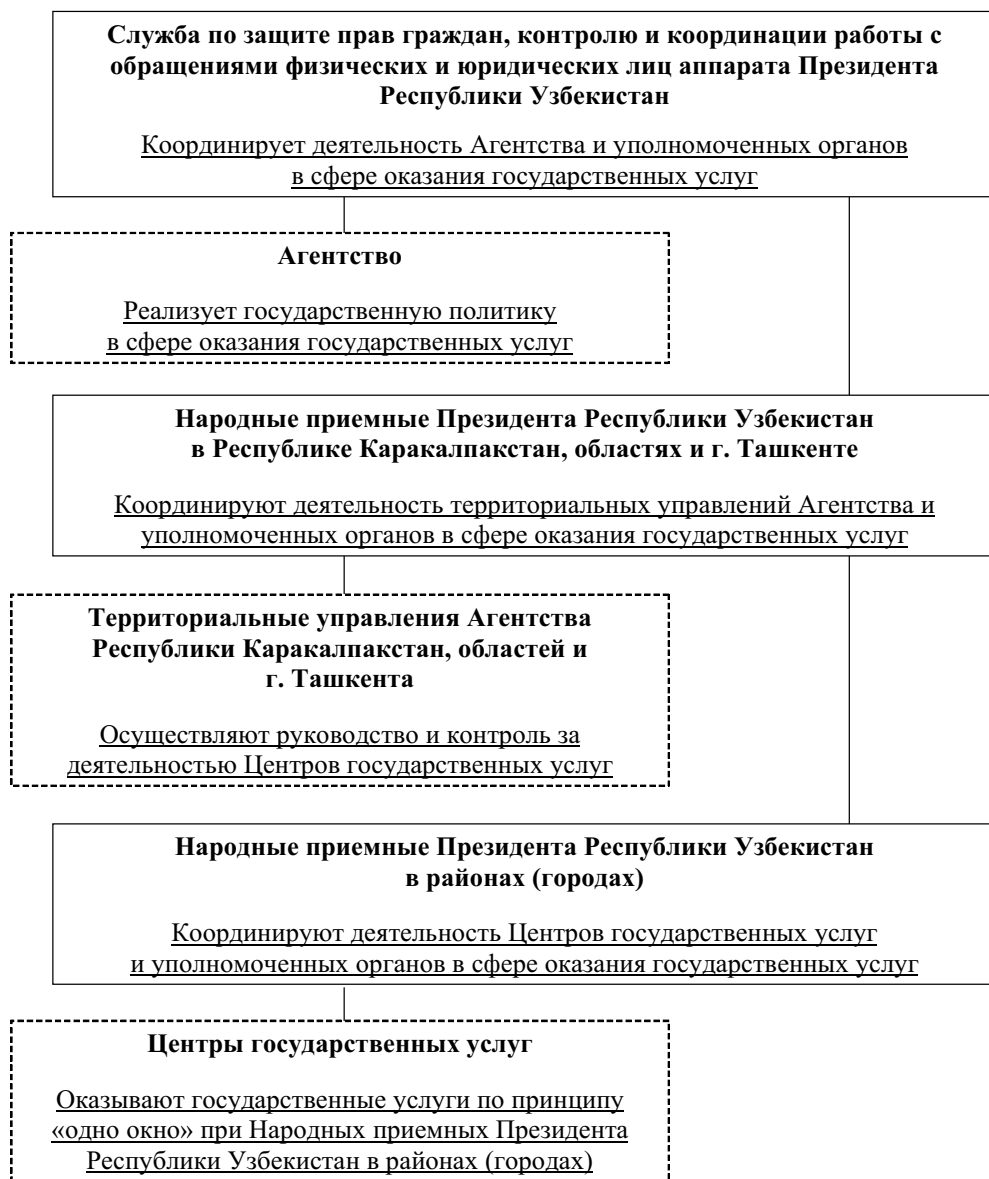 Служба по защите прав граждан, контролю и координации работы с
обращениями физических и юридических лиц аппарата Президента
Республики Узбекистан
Координирует деятельность Агентства и уполномоченных органов
в сфере оказания государственных услуг
Агентство
Реализует государственную политику
в сфере оказания государственных услуг
Народные приемные Президента Республики Узбекистан
в Республике Каракалпакстан, областях и г. Ташкенте
Координируют деятельность территориальных управлений Агентства и
уполномоченных органов в сфере оказания государственных услуг
Территориальные управления Агентства
Республики Каракалпакстан, областей и
г. Ташкента
Осуществляют руководство и контроль за
деятельностью Центров государственных услуг
Народные приемные Президента Республики Узбекистан
в районах (городах)
Координируют деятельность Центров государственных услуг
и уполномоченных органов в сфере оказания государственных услуг
Центры государственных услуг
Оказывают государственные услуги по принципу
«одно окно» при Народных приемных Президента
Республики Узбекистан в районах (городах)